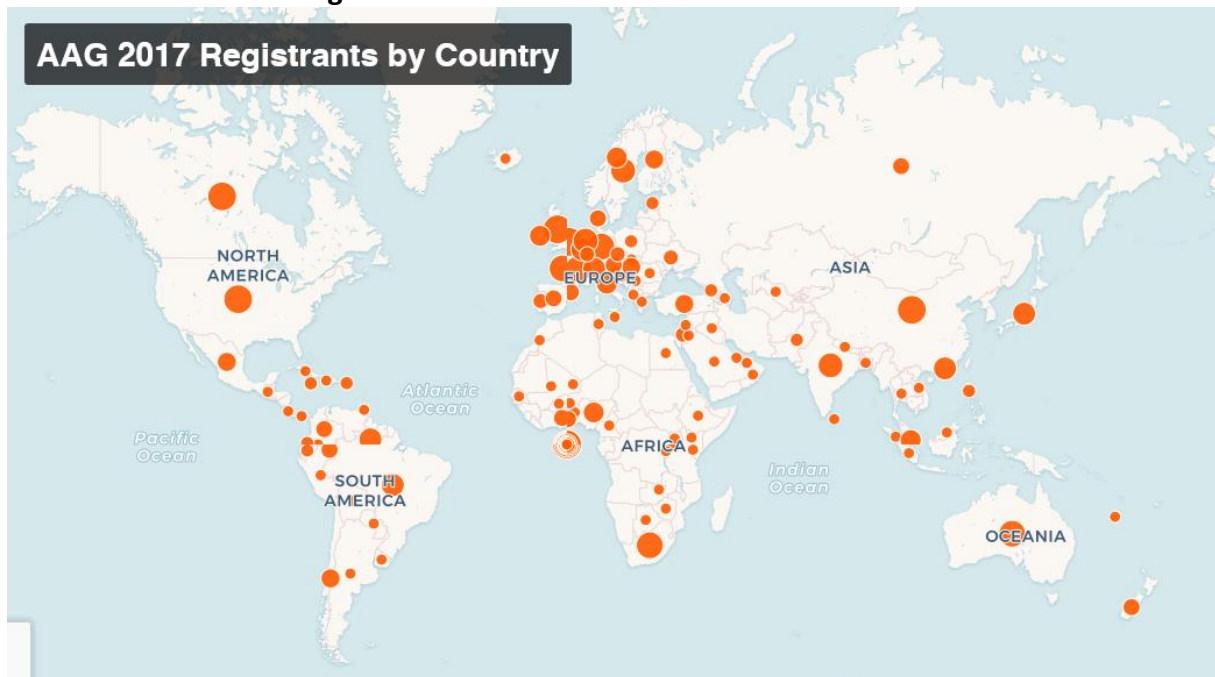 AAG 2017 Registrants by Country
NORTH
AMERICA
EUROPE
ASIA
Atlantic
Ocean
Pacific
Ocean
AFRICA
Indian
Ocean
SOUTH
AMERICA
OCEANIA